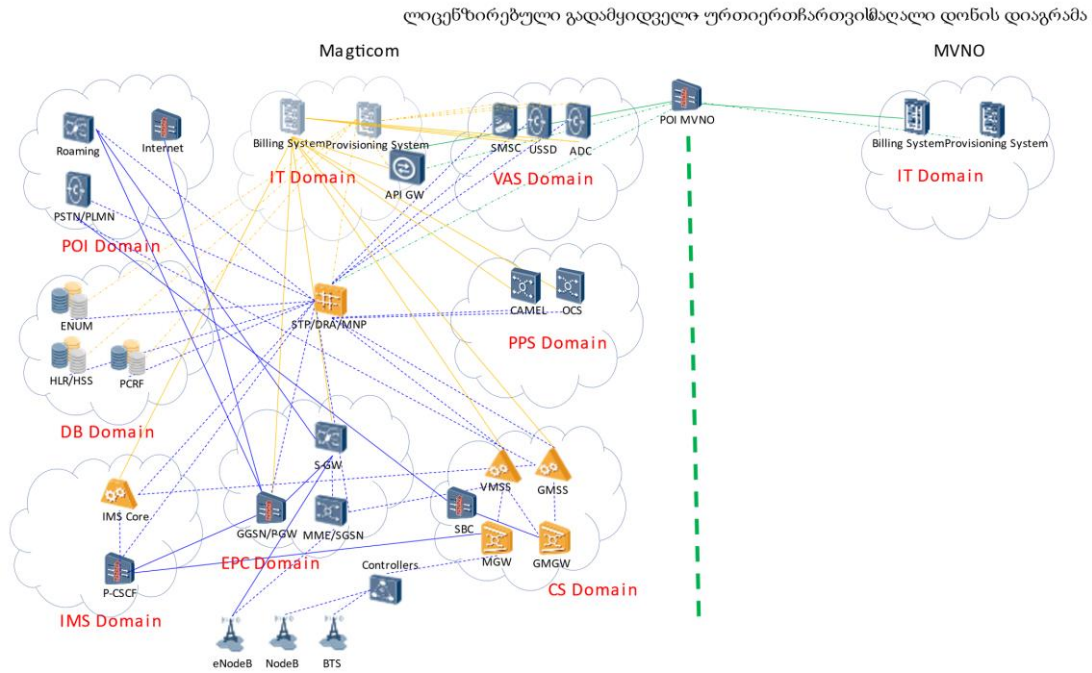 ლიცენზირებული გადამყიდველი ურთიერთჩართვის მაღალი დონის დიაგრამა
Magticom
MVNO
Roaming
Internet
PSTN/PLMN
POI Domain
Billing System
Provisioning System
IT Domain
API GW
SMSC
USSD
ADC
VAS Domain
POI MVNO
Billing System
Provisioning System
IT Domain
ENUM
HLR/HSS
PCRF
DB Domain
STP/DRA/MNP
CAMEL
OCS
PPS Domain
IMS Core
P-CSCF
IMS Domain
S-GW
GGSN/PGW
MME/SGSN
EPC Domain
VMSS
GMSS
SBC
MGW
GMGW
CS Domain
Controllers
eNodeB
NodeB
BTS